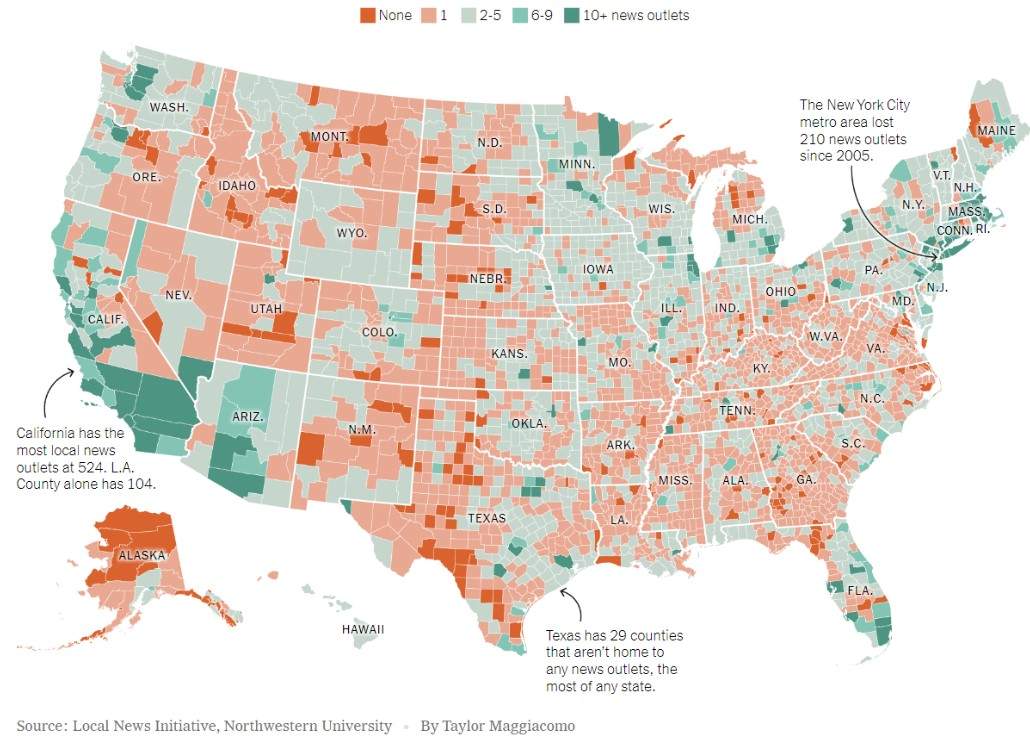 None 1 2-5 6-9 10+ news outlets
The New York City
metro area lost
210 news outlets
since 2005.
WASH.
MONT.
N.D.
MINN.
MAINE
ORE.
IDAHO
S.D.
WIS.
MICH.
V.T.
N.H.
N.Y.
MASS.
CONN. RI.
WYO.
IOWA
NEBR.
PA.
N.J.
NEV.
UTAH
COLO.
ILL.
IND.
OHIO
MD.
CALIF.
KANS.
MO.
W.VA.
VA.
KY.
ARIZ.
N.M.
OKLA.
ARK.
TENN.
N.C.
S.C.
California has the
most local news
outlets at 524. L.A.
County alone has 104.
MISS.
ALA.
GA.
TEXAS
LA.
ALASKA
FLA.
HAWAII
Texas has 29 counties
that aren't home to
any news outlets, the
most of any state.
Source: Local News Initiative, Northwestern University • By Taylor Maggiacomo